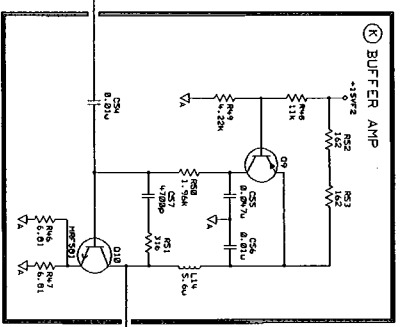 K BUFFER AMP
+15VF2
R52
162
R53
162
R48
11K
R49
4.22K
A
Q9
C54
0.01u
R50
1.96K
C55
0.047u
C56
0.01u
A
C57
4700p
R51
316
L14
5.6u
Q10
MRF501
R46
6.81
A
R47
6.81
A